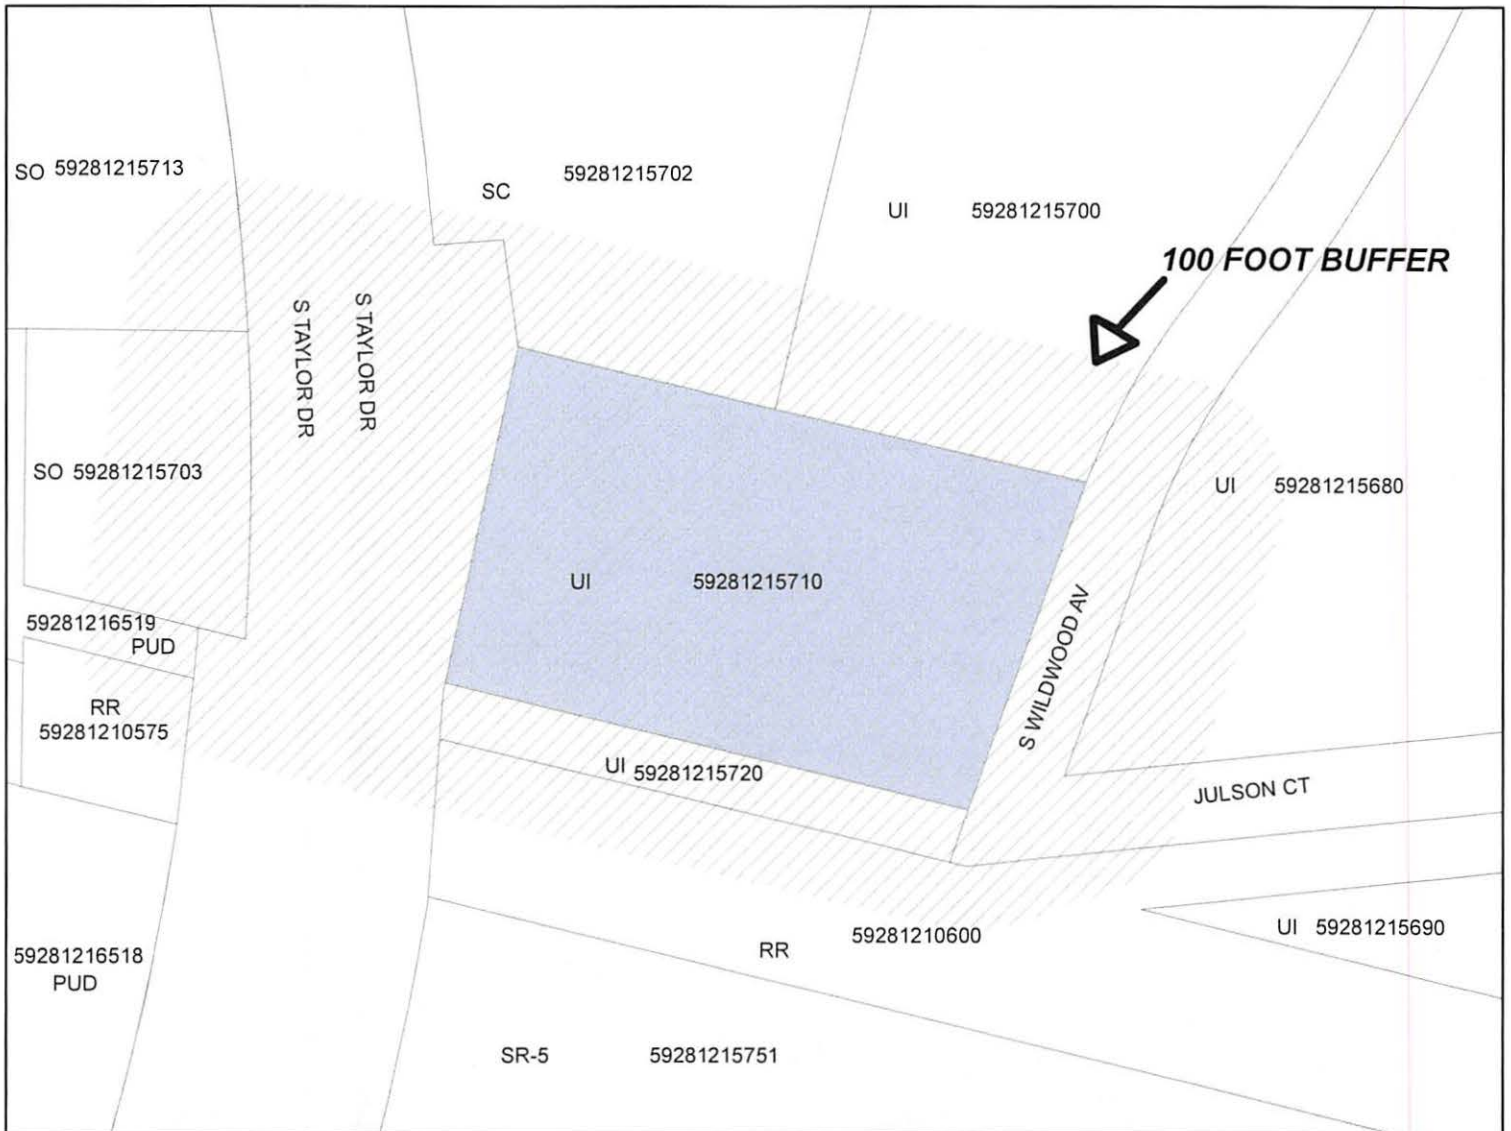 SO 59281215713
SC 59281215702
UI 59281215700
100 FOOT BUFFER
S TAYLOR DR
S TAYLOR DR
SO 59281215703
UI 59281215680
UI 59281215710
S WILDWOOD AV
59281216519
PUD
RR
59281210575
UI 59281215720
JULSON CT
UI 59281215690
RR 59281210600
59281216518
PUD
SR-5 59281215751